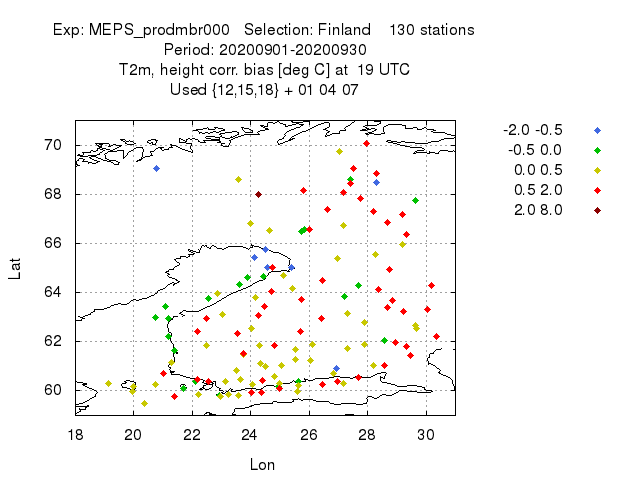 Exp: MEPS_prodmbr000 Selection: Finland 130 stations
Period: 20200901-20200930
T2m, height corr. bias [deg C] at 19 UTC
Used {12,15,18} + 01 04 07
-2.0 -0.5
-0.5 0.0
0.0 0.5
0.5 2.0
2.0 8.0
70
68
66
64
62
60
Lat
18 20 22 24 26 28 30
Lon